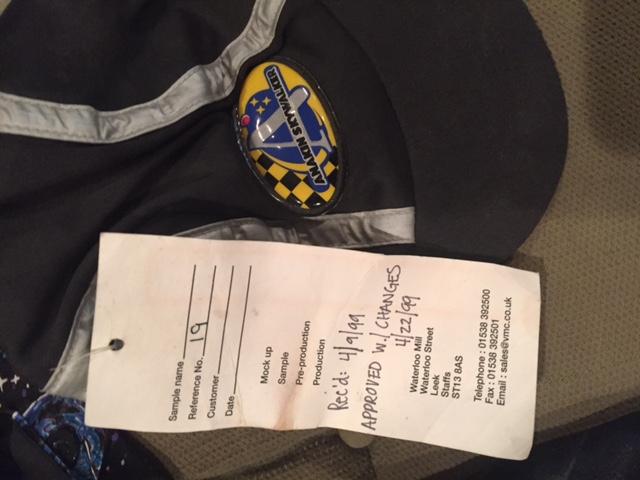 ANAKIN SKYWALKER
Sample name
Reference No. 19
Customer
Date
Mock up
Sample
Pre-production
Production
Rec'd: 4/9/99
APPROVED W./ CHANGES
4/22/99
Waterloo Mill
Waterloo Street
Leek
Staffs
ST13 8AS
Telephone : 01538 392500
Fax : 01538 392501
Email : sales@vmc.co.uk